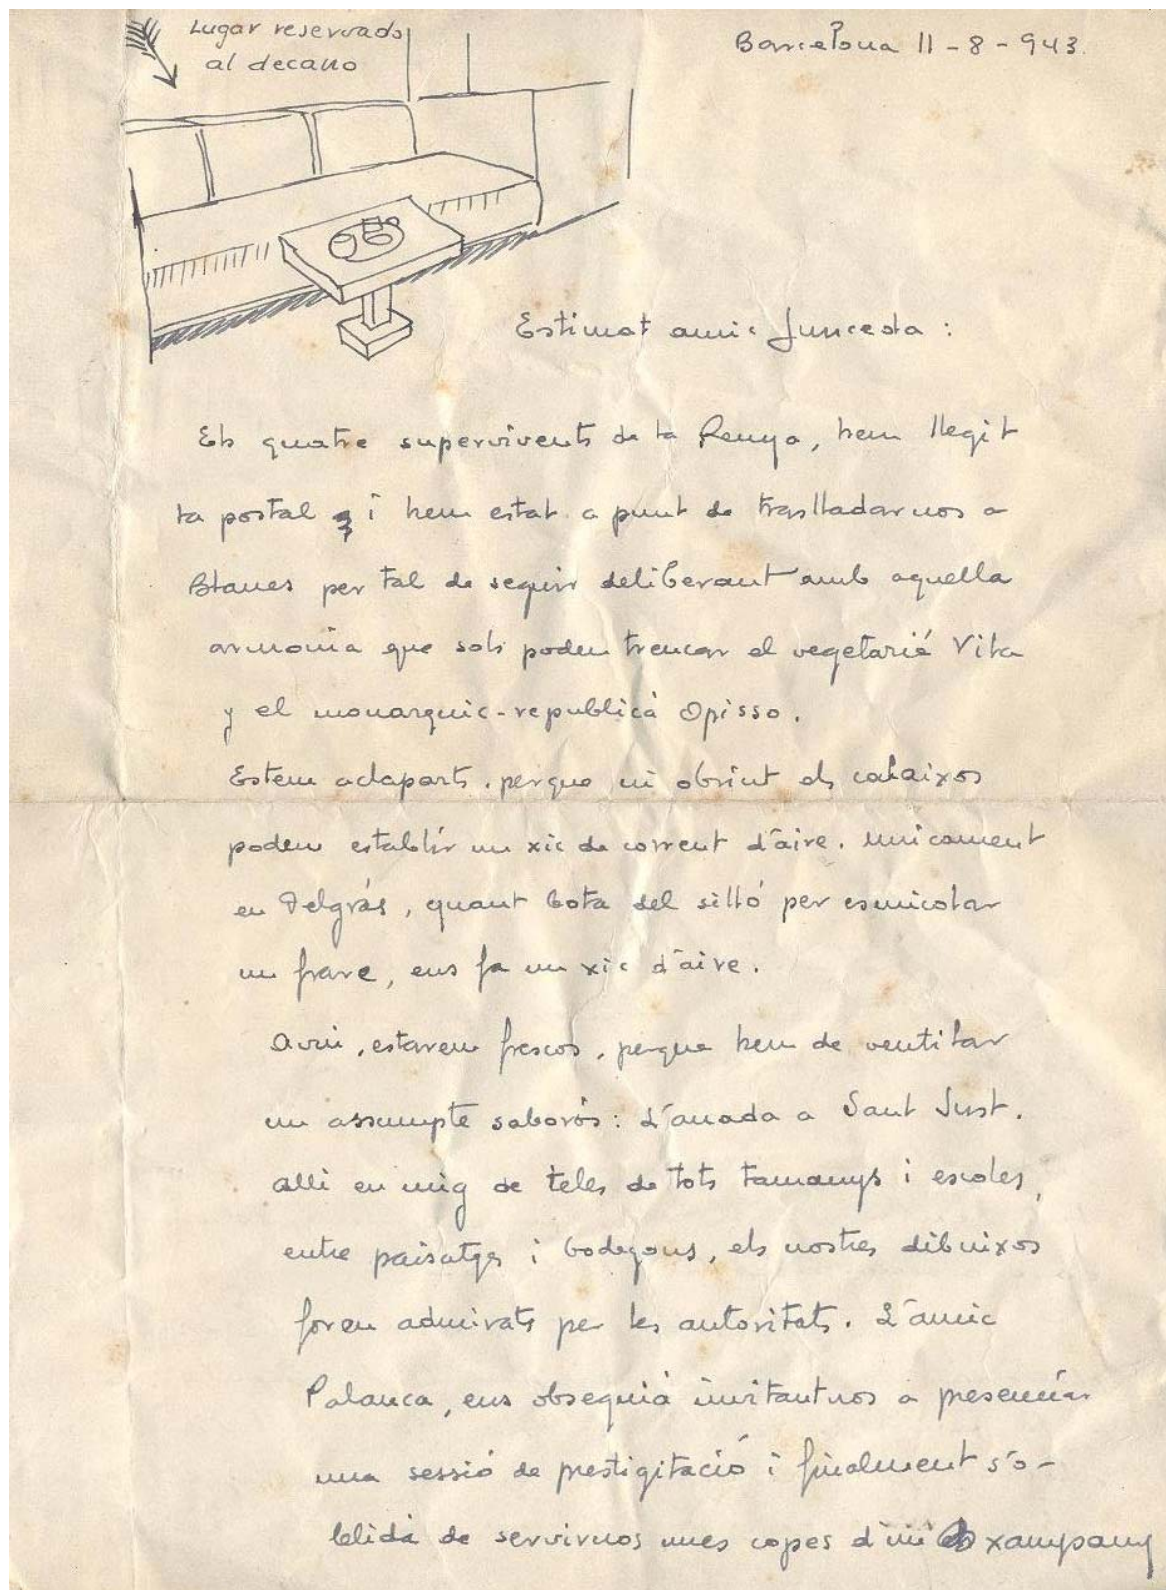 Lugar reservado
al decano
Barcelona 11-8-943.
Estimat amic Junceda:
Els quatre supervivents de la Penya, hem llegit
ta postal i hem estat a punt de traslladarnos a
Blanes per tal de seguir deliberant amb aquella
armonia que sols poden trencar el vegetarié Vila
y el monarquic-republicà Opisso.
Estem aclaparts, perque ni obrint els calaixos
podem establir un xic de corrent d'aire. Unicament
en Delgrás, quant bota del silló per esmicolar
un frare, ens fa un xic d'aire.
Avui, estarem frescos, perque hem de ventilar
un assumpte saborós: L'anada a Sant Just.
Alli en mig de teles de tots tamanys i escoles,
entre paisatges i bodegons, els nostres dibuixos
foren admirats per les autoritats. L'amic
Palanca, ens obsequià invitantnos a presenciar
una sessió de prestigitació i finalment s'o-
blidà de servirnos unes copes d'un xampany